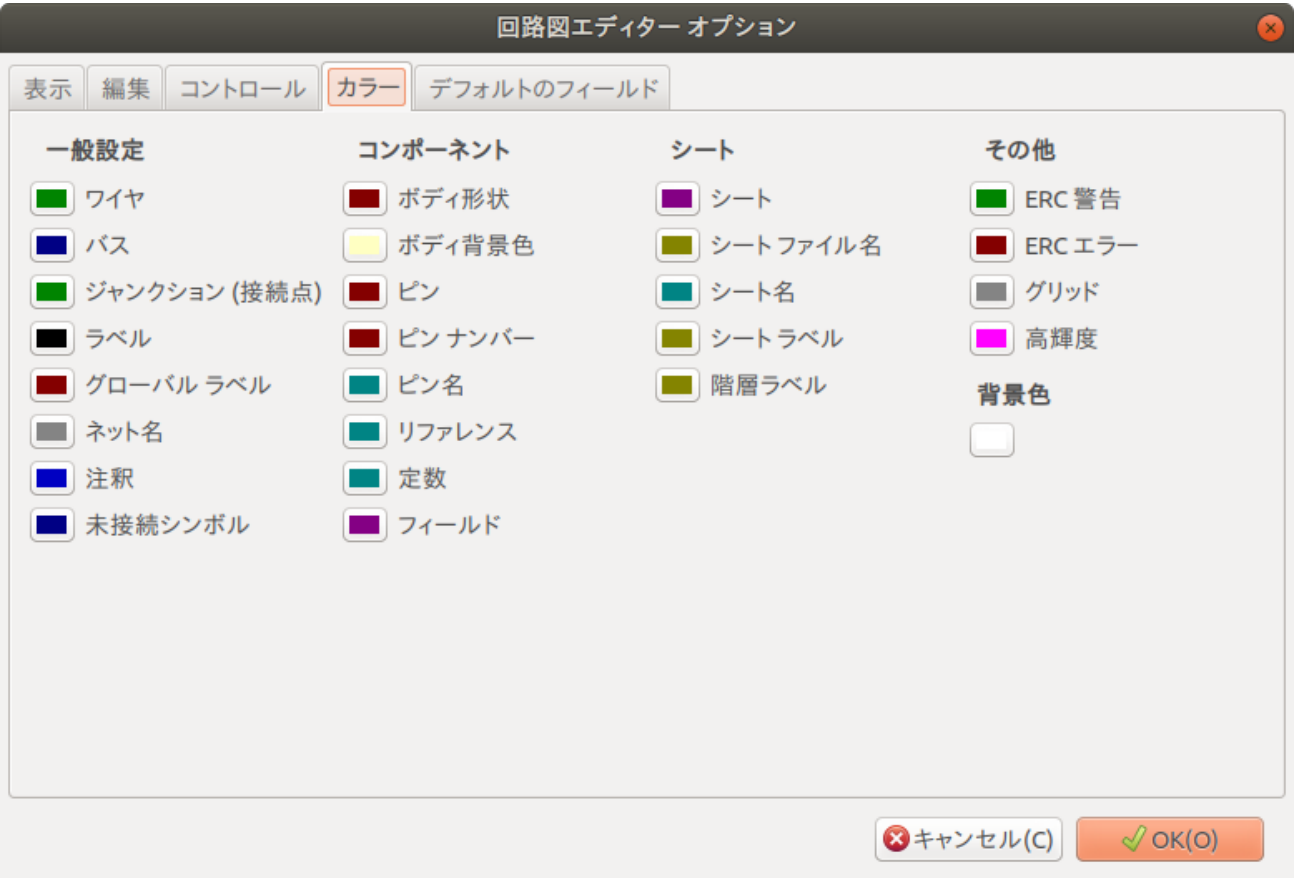 回路図エディター オプション
表示 編集 コントロール カラー デフォルトのフィールド
一般設定
ワイヤ
バス
ジャンクション (接続点)
ラベル
グローバル ラベル
ネット名
注釈
未接続シンボル
コンポーネント
ボディ形状
ボディ背景色
ピン
ピン ナンバー
ピン名
リファレンス
定数
フィールド
シート
シート
シート ファイル名
シート名
シート ラベル
階層ラベル
その他
ERC 警告
ERC エラー
グリッド
高輝度
背景色
キャンセル(C) OK(O)